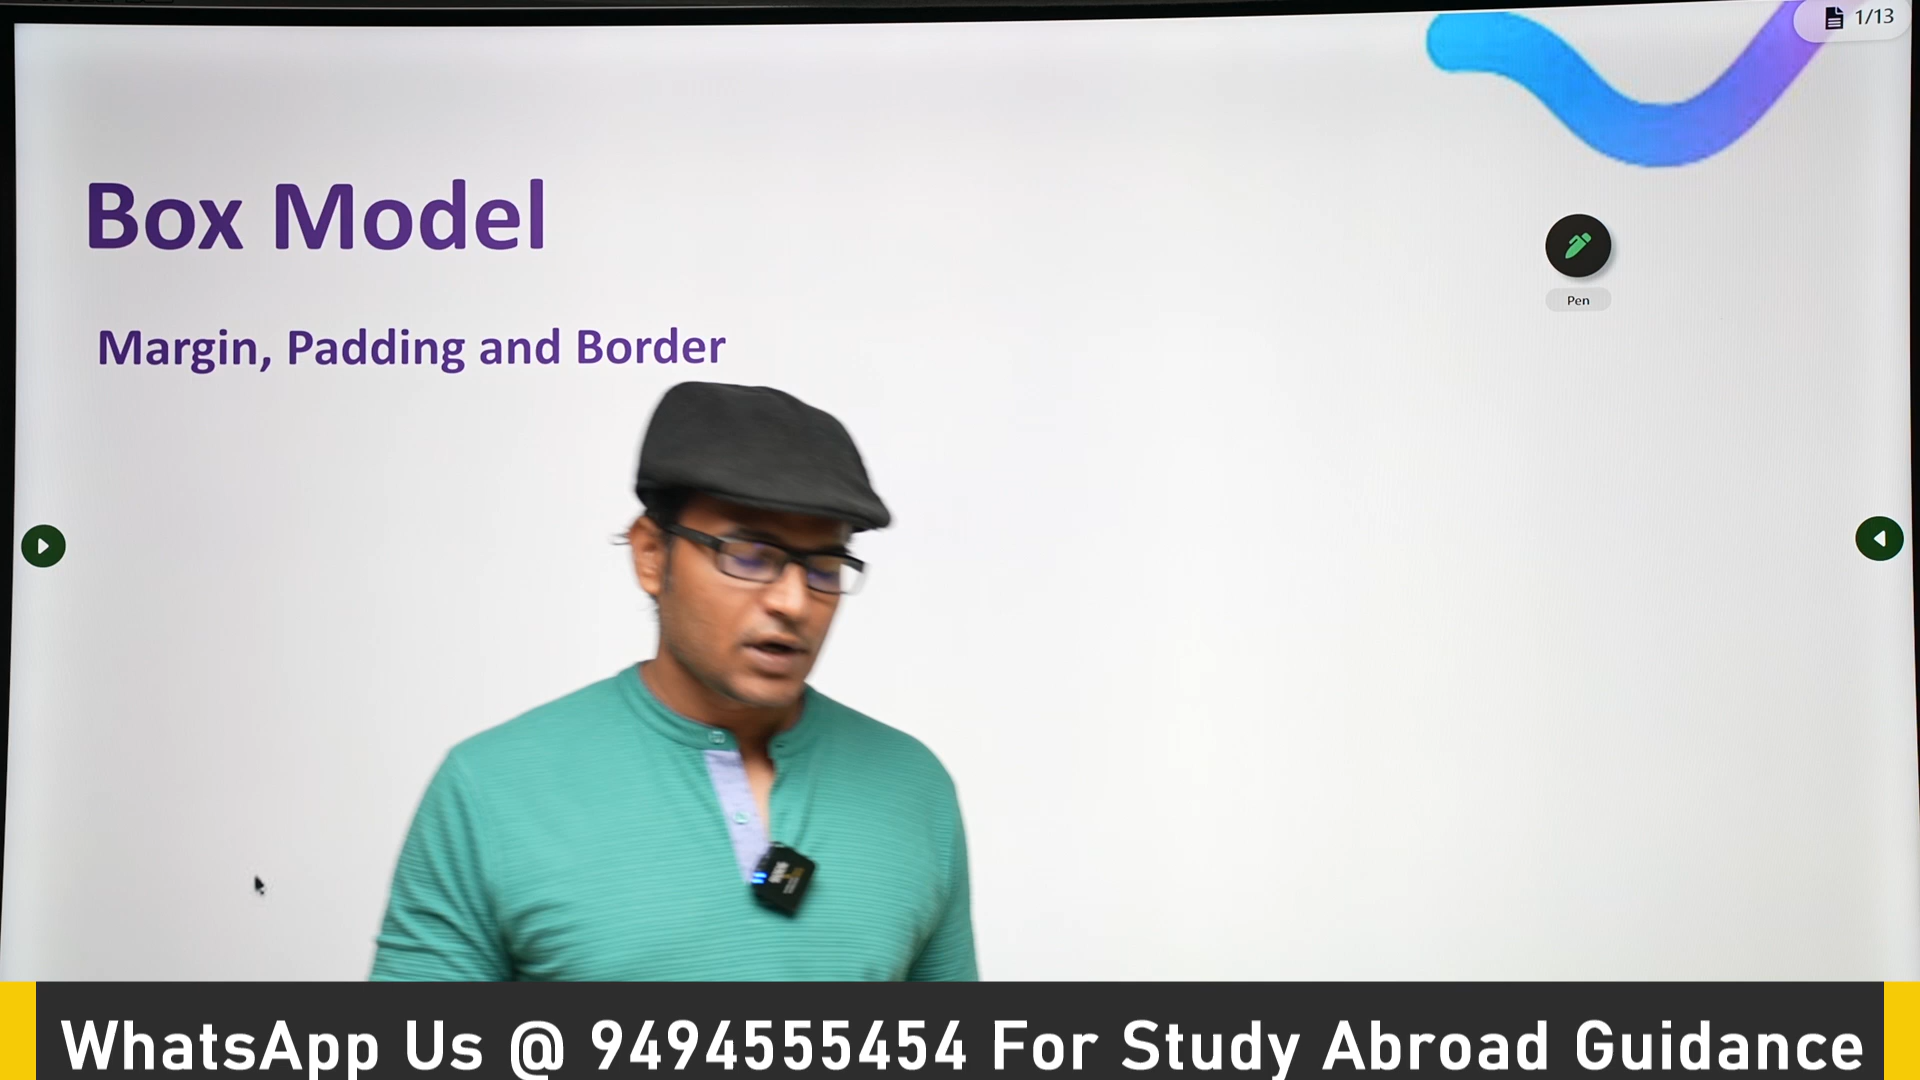 1/13
Box Model
Pen
Margin, Padding and Border
WhatsApp Us @ 9494555454 For Study Abroad Guidance